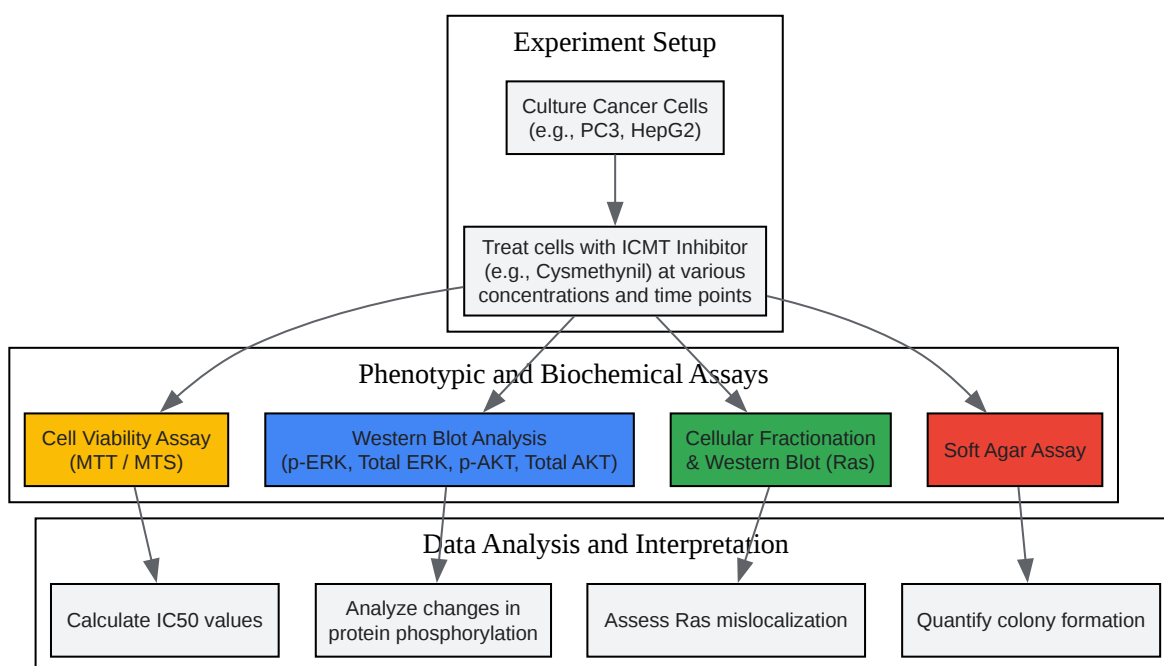 Experiment Setup
Culture Cancer Cells
(e.g., PC3, HepG2)
Treat cells with ICMT Inhibitor
(e.g., Cysmethynil) at various
concentrations and time points
Phenotypic and Biochemical Assays
Cell Viability Assay
(MTT / MTS)
Western Blot Analysis
(p-ERK, Total ERK, p-AKT, Total AKT)
Cellular Fractionation
& Western Blot (Ras)
Soft Agar Assay
Data Analysis and Interpretation
Calculate IC50 values
Analyze changes in
protein phosphorylation
Assess Ras mislocalization
Quantify colony formation